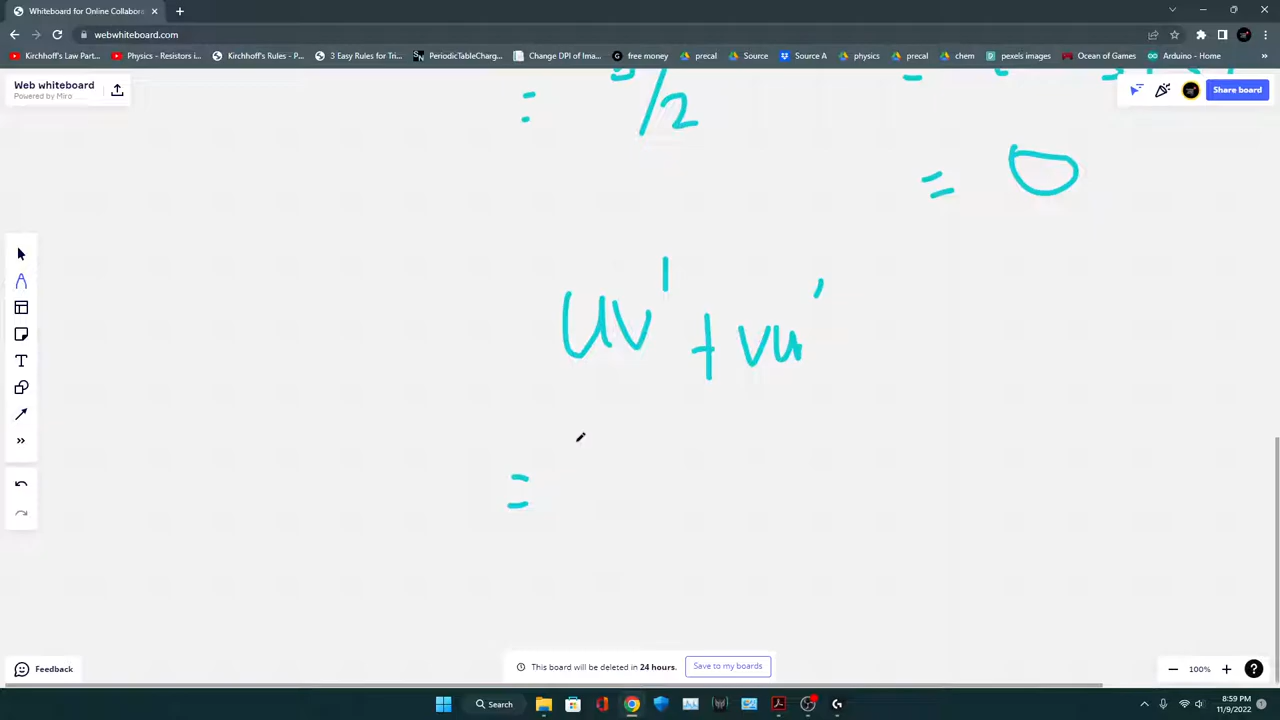 Whiteboard for Online Collabora
webwhiteboard.com
Kirchhoff's Law Part... Physics - Resistors i... Kirchhoff's Rules - P... 3 Easy Rules for Tri... PeriodicTableCharg... Change DPI of Ima... free money precal Source physics precal chem pexels images Ocean of Games Source A Arduino - Home
Web whiteboard
Powered by Miro
Share board
= /2
= 0
uv' + vu'
=
T
Feedback
This board will be deleted in 24 hours. Save to my boards
100%
Search
8:59 PM
11/9/2022